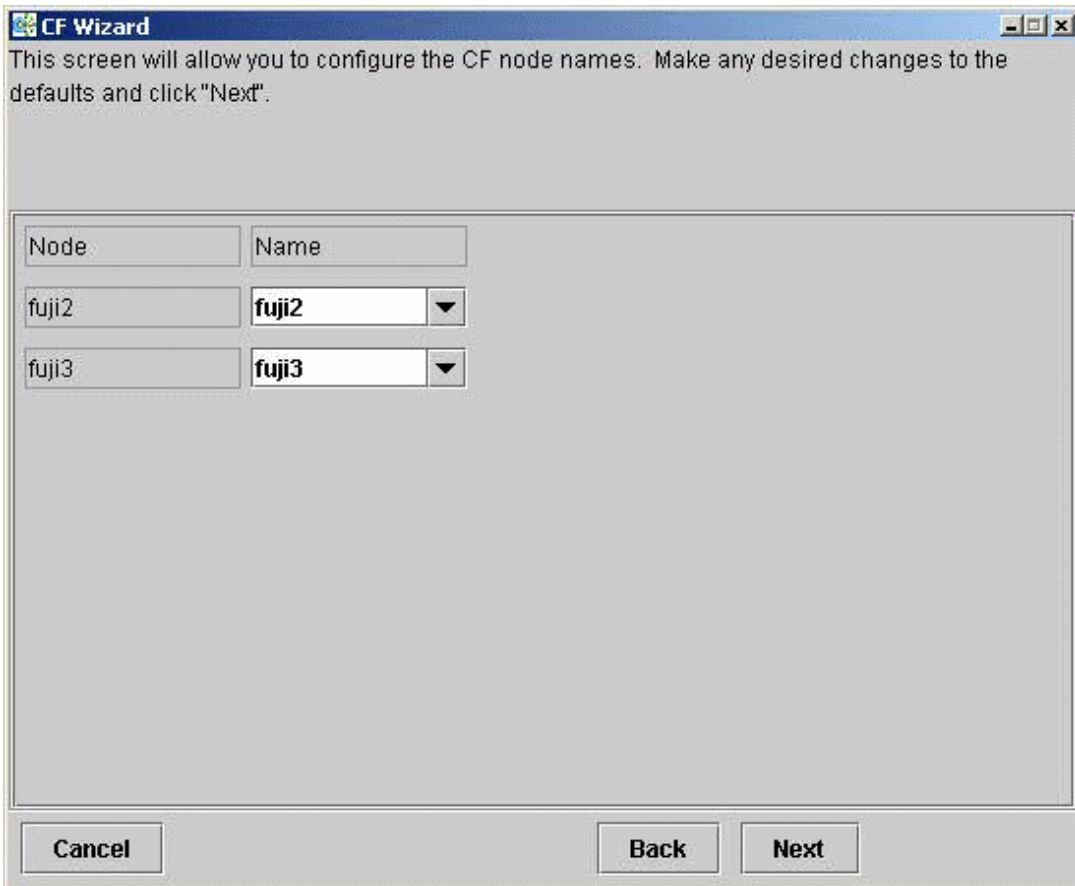 CF Wizard
This screen will allow you to configure the CF node names.  Make any desired changes to the
defaults and click "Next".
Node Name
fuji2 fuji2
fuji3 fuji3
Cancel Back Next